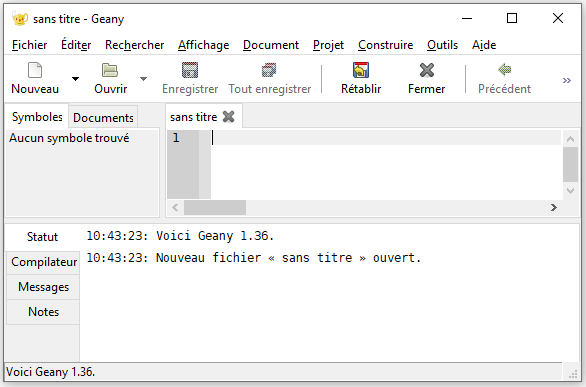 sans titre - Geany
Fichier Éditer Rechercher Affichage Document Projet Construire Outils Aide
Nouveau Ouvrir Enregistrer Tout enregistrer Rétablir Fermer Précédent »
Symboles Documents
Aucun symbole trouvé
sans titre
1
Statut
Compilateur
Messages
Notes
10:43:23: Voici Geany 1.36.
10:43:23: Nouveau fichier « sans titre » ouvert.
Voici Geany 1.36.